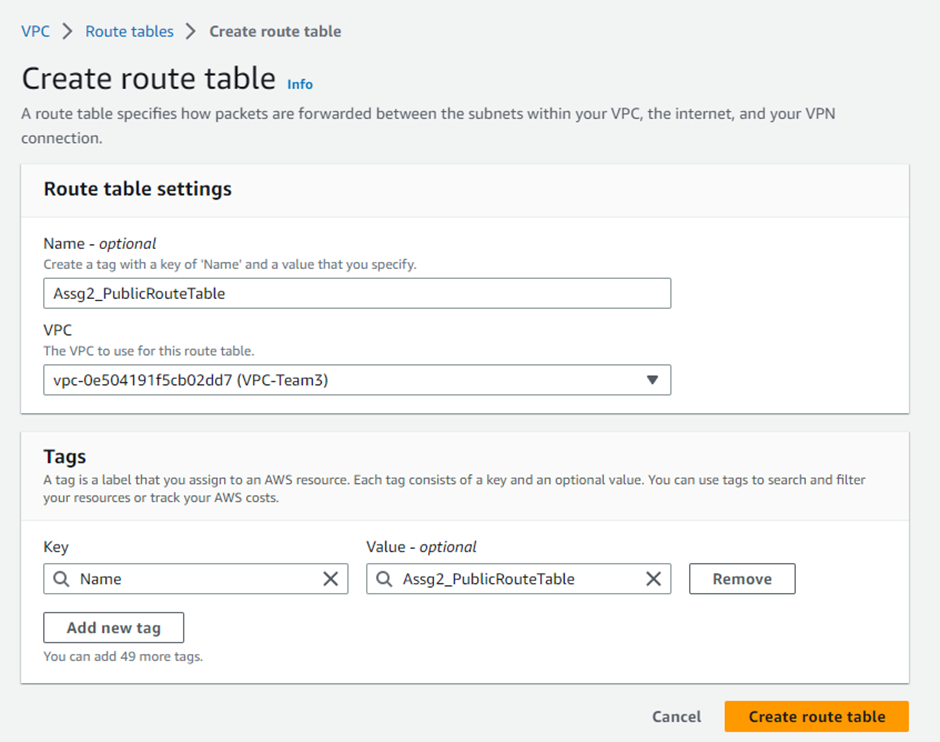 VPC > Route tables > Create route table
Create route table Info
A route table specifies how packets are forwarded between the subnets within your VPC, the internet, and your VPN
connection.
Route table settings
Name - optional
Create a tag with a key of 'Name' and a value that you specify.
Assg2_PublicRouteTable
VPC
The VPC to use for this route table.
vpc-0e504191f5cb02dd7 (VPC-Team3)
Tags
A tag is a label that you assign to an AWS resource. Each tag consists of a key and an optional value. You can use tags to search and filter
your resources or track your AWS costs.
Key Value - optional
Name Assg2_PublicRouteTable Remove
Add new tag
You can add 49 more tags.
Cancel Create route table